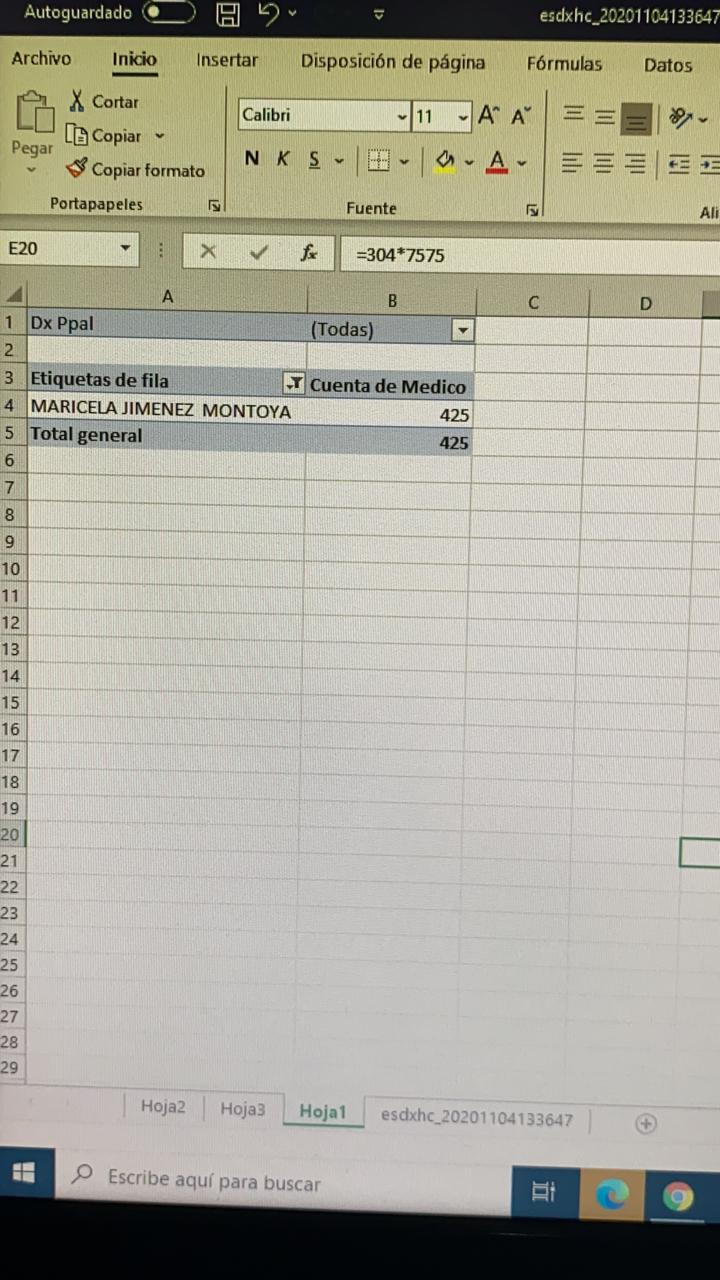 Autoguardado esdxhc_20201104133647
Archivo Inicio Insertar Disposición de página Fórmulas Datos
Cortar
Copiar
Copiar formato
Pegar
Calibri 11
N K S
Portapapeles Fuente Ali
E20 fx =304*7575
A B C D
1 Dx Ppal (Todas)
2
3 Etiquetas de fila Cuenta de Medico
4 MARICELA JIMENEZ MONTOYA 425
5 Total general 425
6
7
8
9
10
11
12
13
14
15
16
17
18
19
20
21
22
23
24
25
26
27
28
29
Hoja2 Hoja3 Hoja1 esdxhc_20201104133647
Escribe aquí para buscar